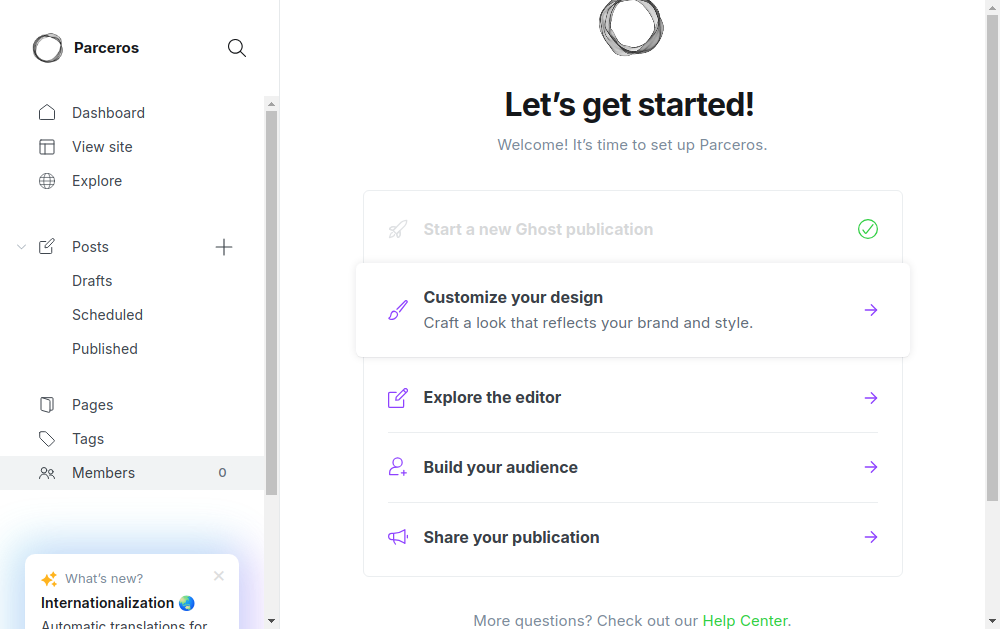 Parceros
Dashboard
View site
Explore
Posts
Drafts
Scheduled
Published
Pages
Tags
Members 0
What's new?
Internationalization 🌏
Automatic translations for
Let's get started!
Welcome! It's time to set up Parceros.
Start a new Ghost publication
Customize your design
Craft a look that reflects your brand and style.
Explore the editor
Build your audience
Share your publication
More questions? Check out our Help Center.